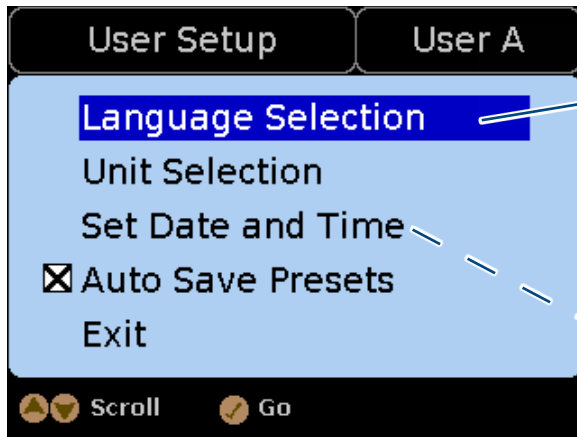 User Setup User A
Language Selection
Unit Selection
Set Date and Time
Auto Save Presets
Exit
Scroll Go